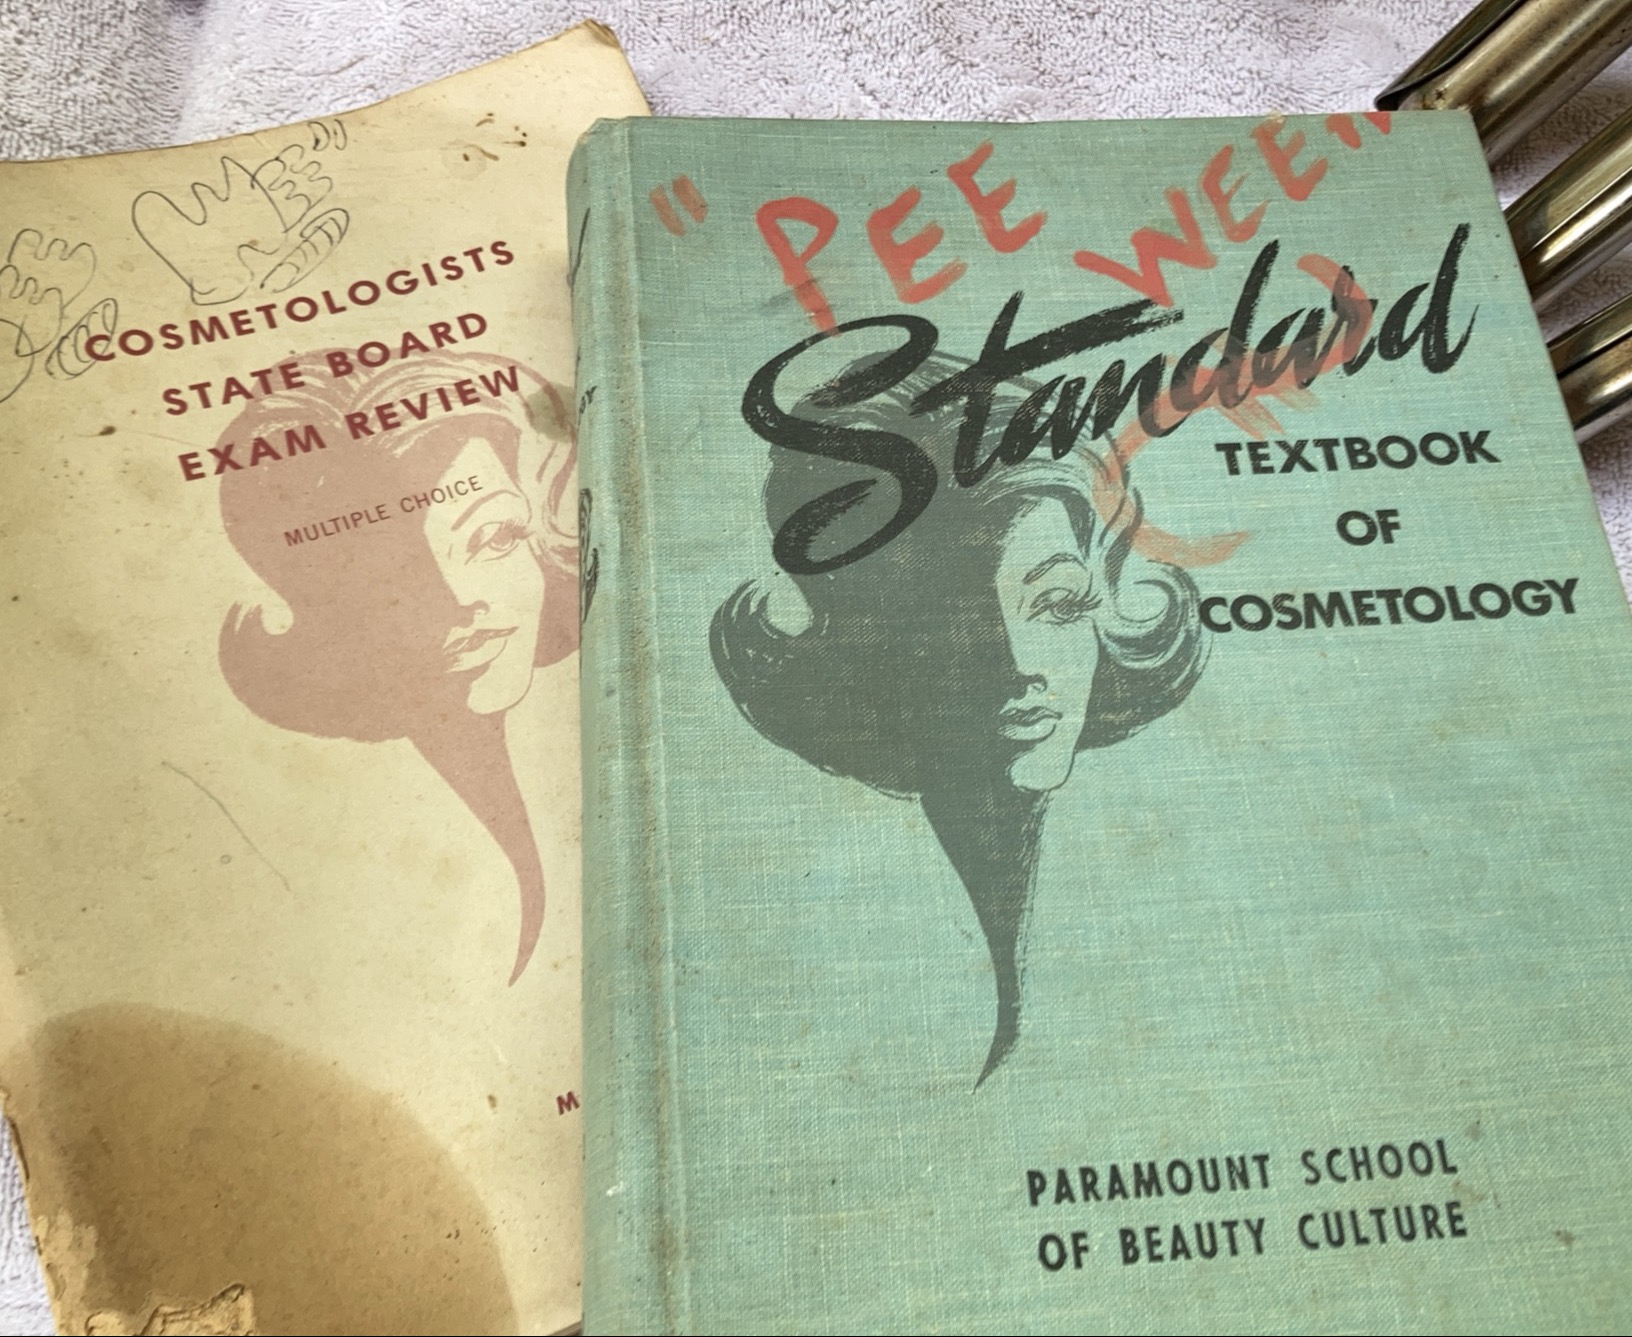 COSMETOLOGISTS
STATE BOARD
EXAM REVIEW
MULTIPLE CHOICE
M
"PEE WEE"
Standard
TEXTBOOK
OF
COSMETOLOGY
PARAMOUNT SCHOOL
OF BEAUTY CULTURE